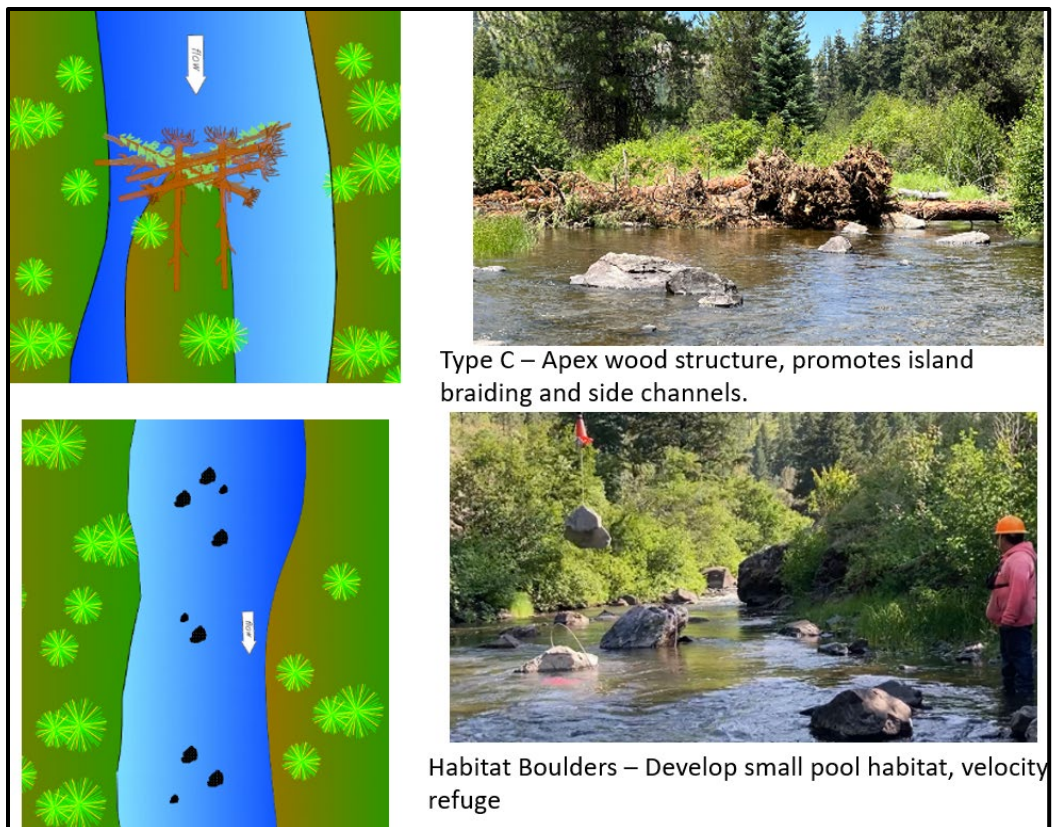 flow
Type C – Apex wood structure, promotes island
braiding and side channels.
flow
Habitat Boulders – Develop small pool habitat, velocity
refuge